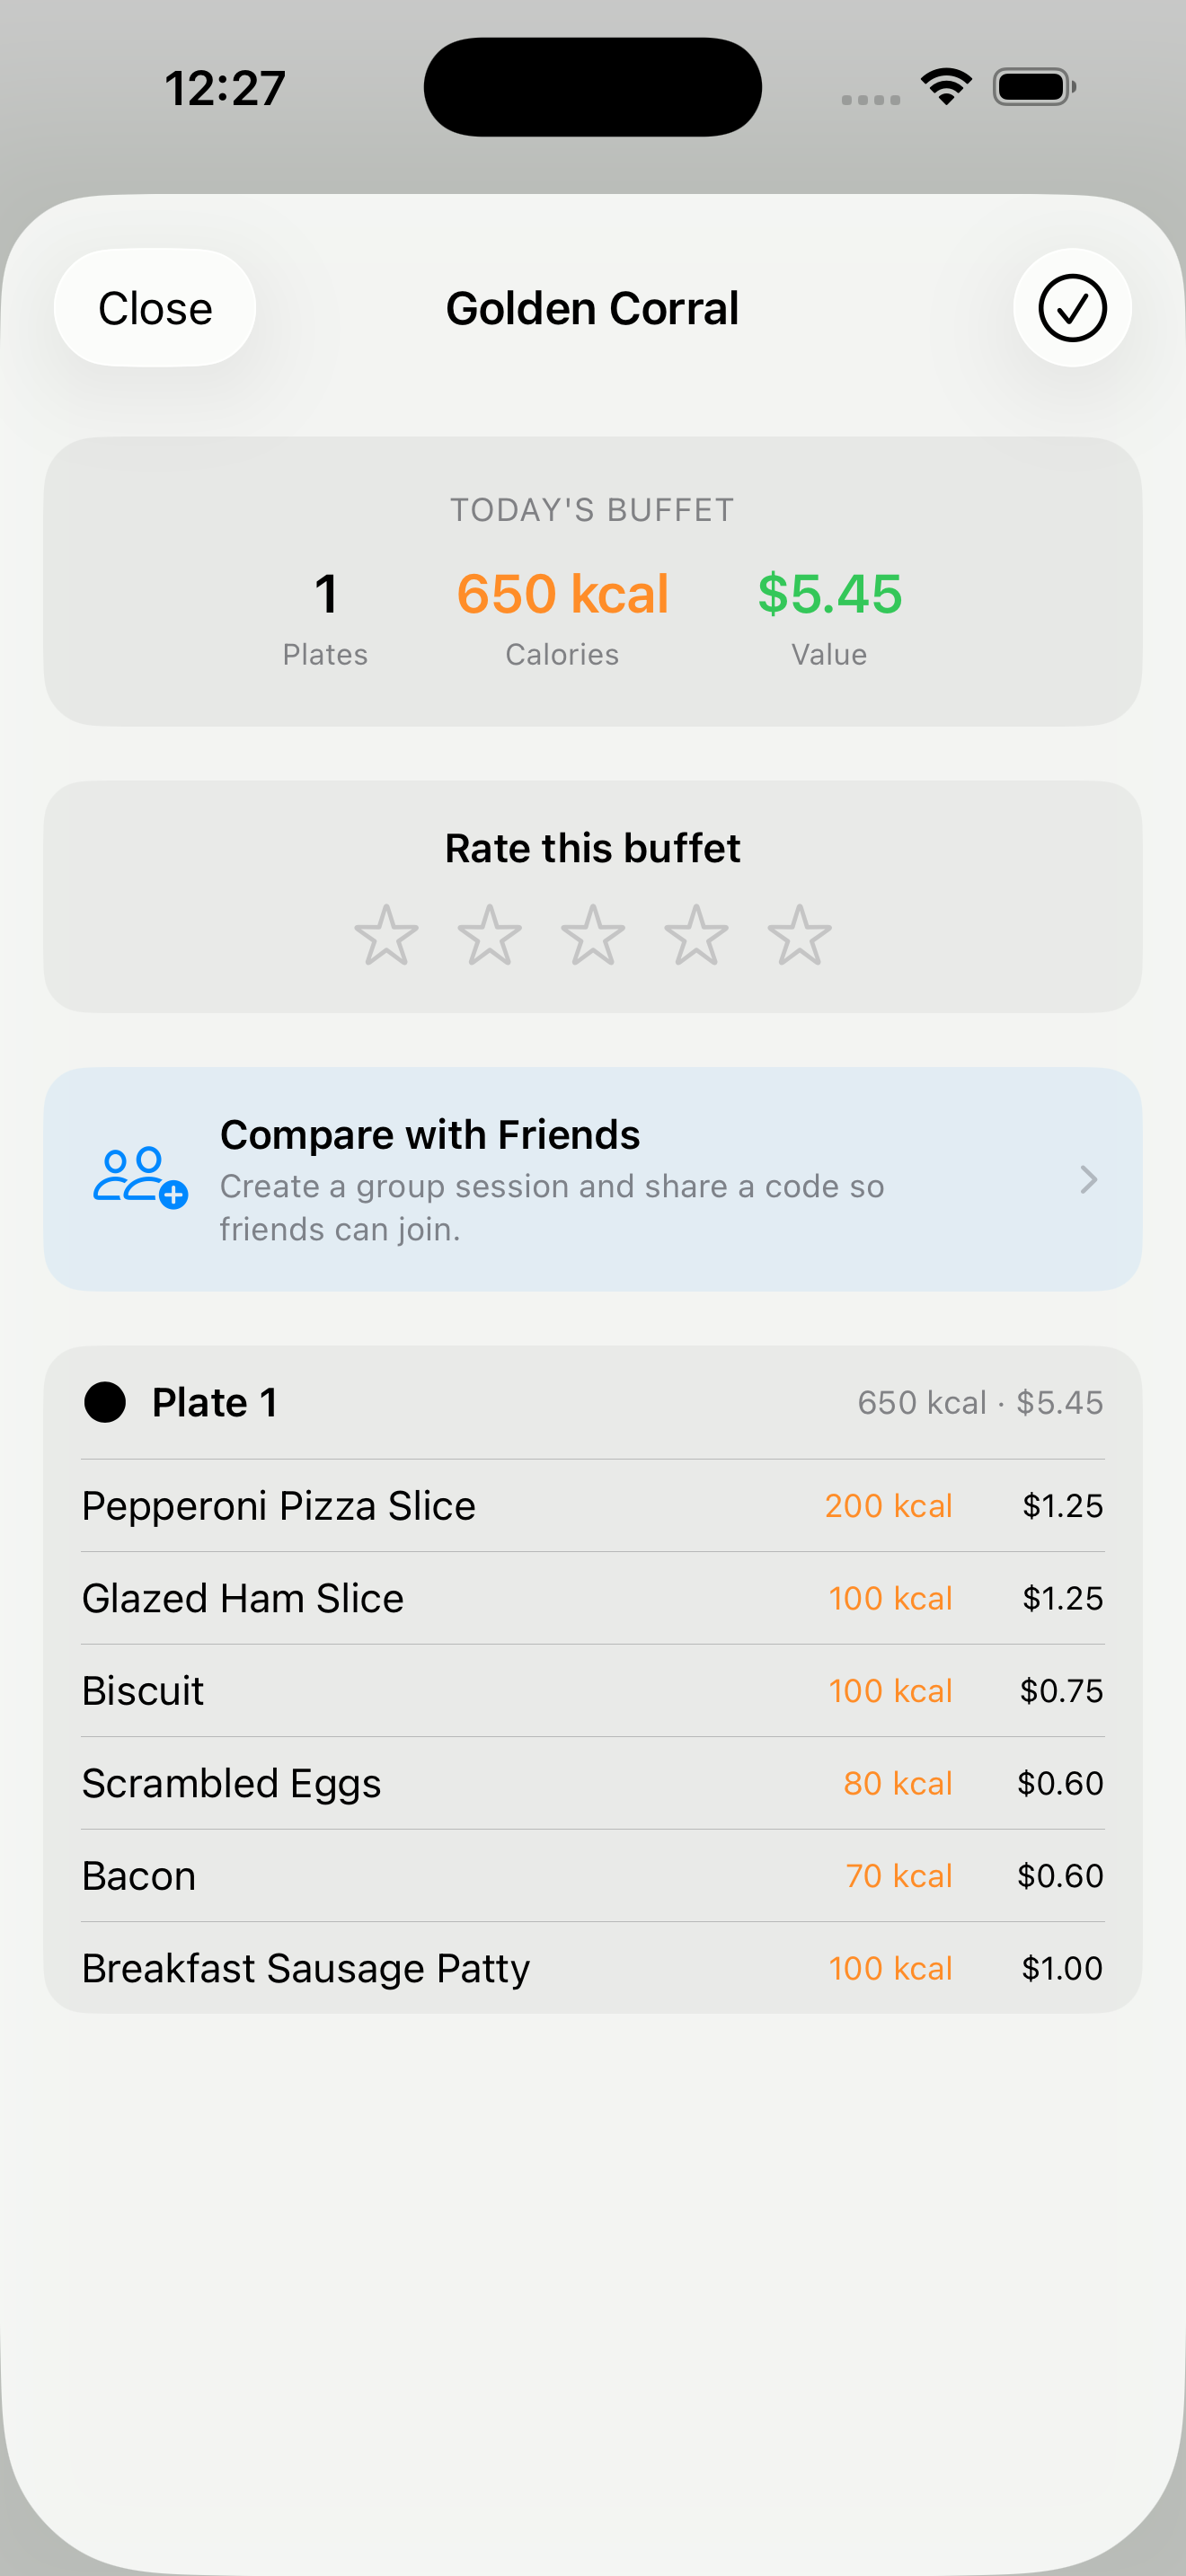 12:27
Close
Golden Corral
TODAY'S BUFFET
1
650 kcal
$5.45
Plates
Calories
Value
Rate this buffet
Compare with Friends
Create a group session and share a code so
friends can join.
Plate 1
650 kcal · $5.45
Pepperoni Pizza Slice 200 kcal $1.25
Glazed Ham Slice 100 kcal $1.25
Biscuit 100 kcal $0.75
Scrambled Eggs 80 kcal $0.60
Bacon 70 kcal $0.60
Breakfast Sausage Patty 100 kcal $1.00